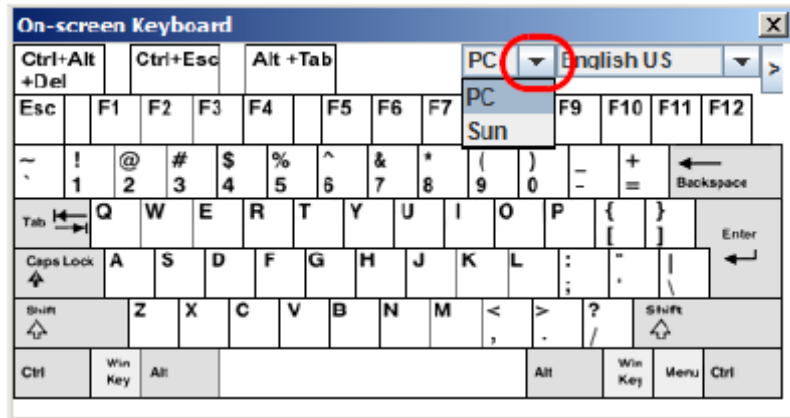 On-screen Keyboard X
Ctrl+Alt +Del Ctrl+Esc Alt +Tab PC English US >
PC
Sun
Esc F1 F2 F3 F4 F5 F6 F7 F9 F10 F11 F12
~ ! @ # $ % ^ & * ( ) _ + Backspace
` 1 2 3 4 5 6 7 8 9 0 - =
Tab Q W E R T Y U I O P { } Enter
[ ]
Caps Lock A S D F G H J K L : " |
; ' \
Shift Z X C V B N M < > ? Shift
, . /
Ctrl Win Key Alt Alt Win Key Menu Ctrl